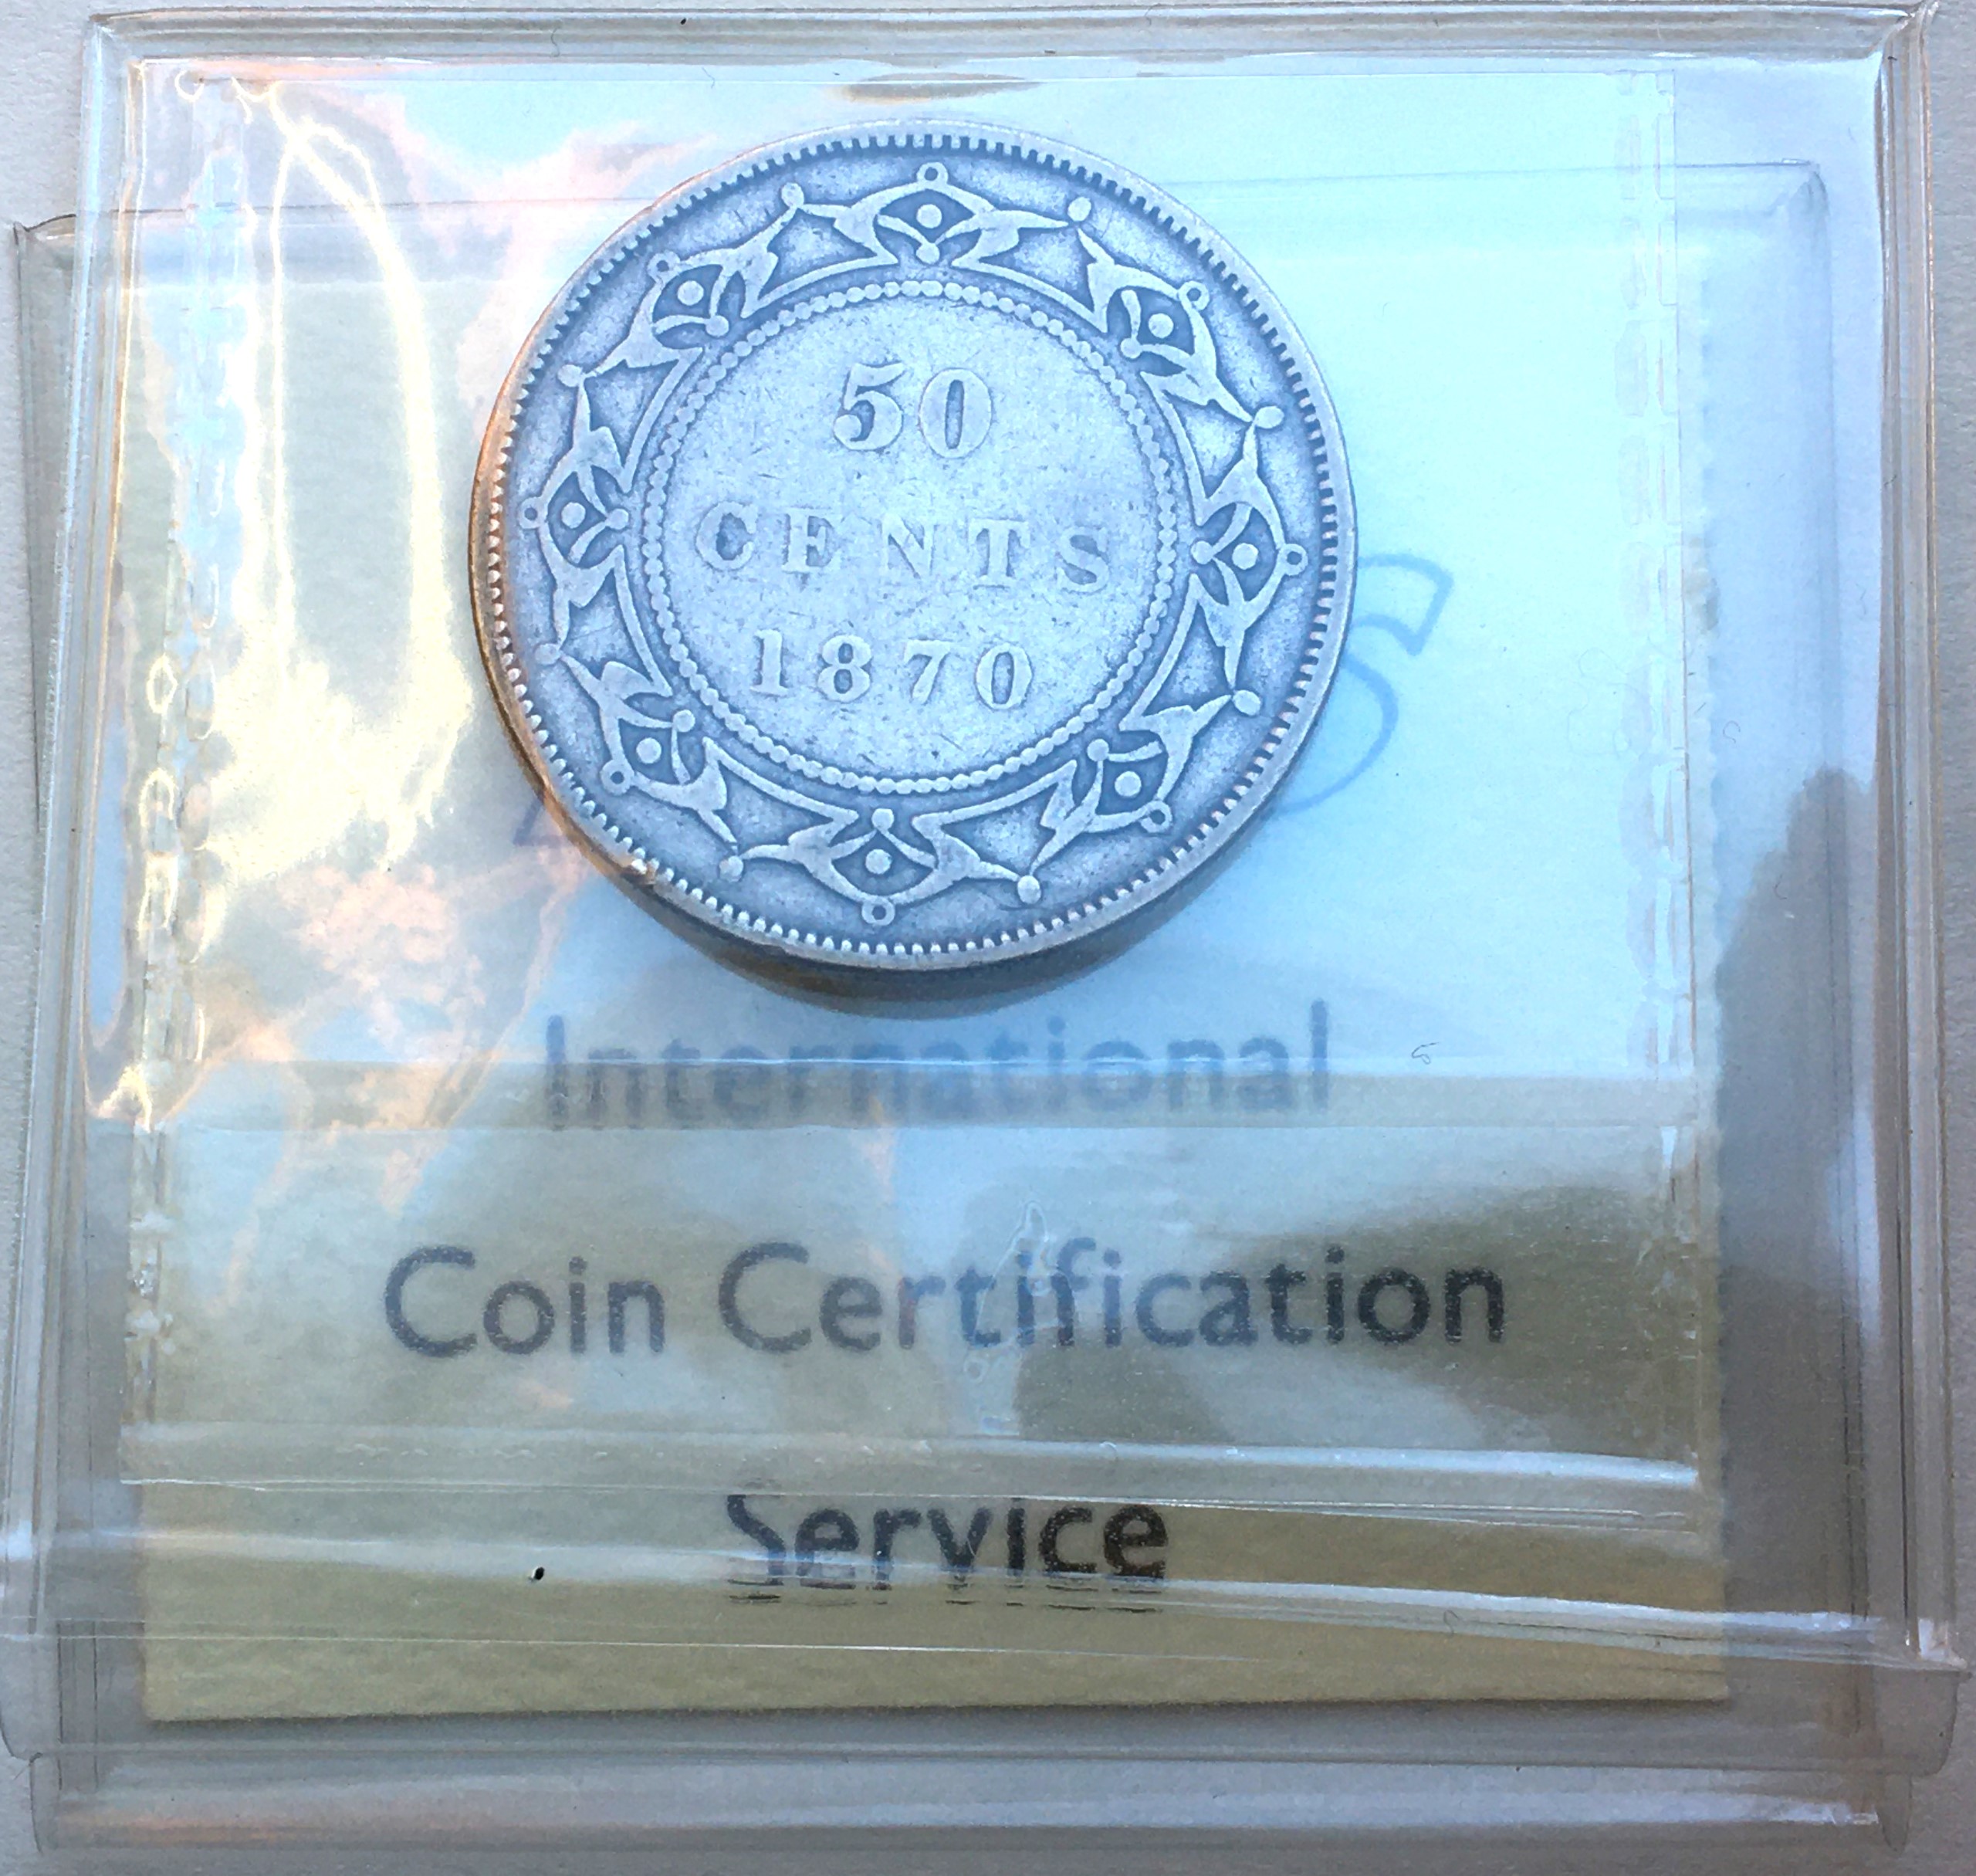 50
CENTS
1870
International
Coin Certification
Service